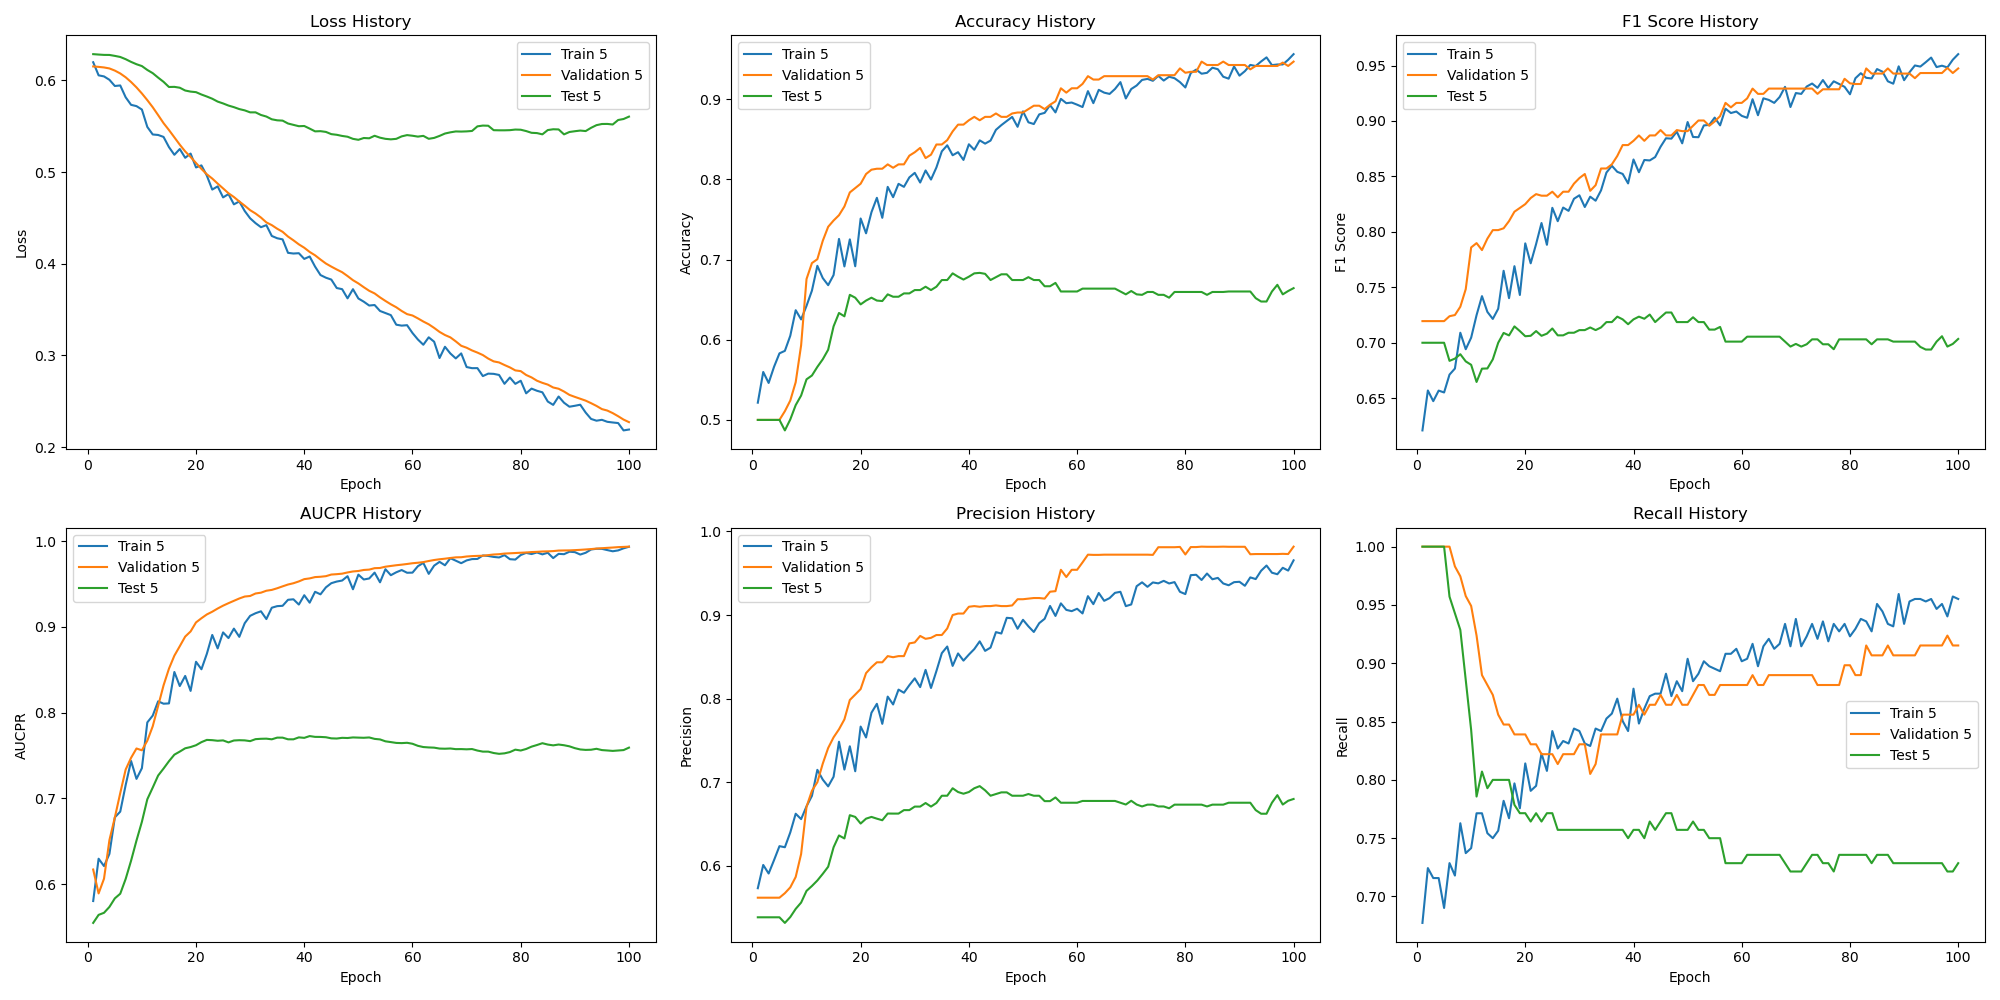 Loss History
Train 5
Validation 5
Test 5
0.6
0.5
0.4
0.3
0.2
Loss
0 20 40 60 80 100
Epoch
Accuracy History
Train 5
Validation 5
Test 5
0.9
0.8
0.7
0.6
0.5
Accuracy
0 20 40 60 80 100
Epoch
F1 Score History
Train 5
Validation 5
Test 5
0.95
0.90
0.85
0.80
0.75
0.70
0.65
F1 Score
0 20 40 60 80 100
Epoch
AUCPR History
Train 5
Validation 5
Test 5
1.0
0.9
0.8
0.7
0.6
AUCPR
0 20 40 60 80 100
Epoch
Precision History
Train 5
Validation 5
Test 5
1.0
0.9
0.8
0.7
0.6
Precision
0 20 40 60 80 100
Epoch
Recall History
Train 5
Validation 5
Test 5
1.00
0.95
0.90
0.85
0.80
0.75
0.70
Recall
0 20 40 60 80 100
Epoch